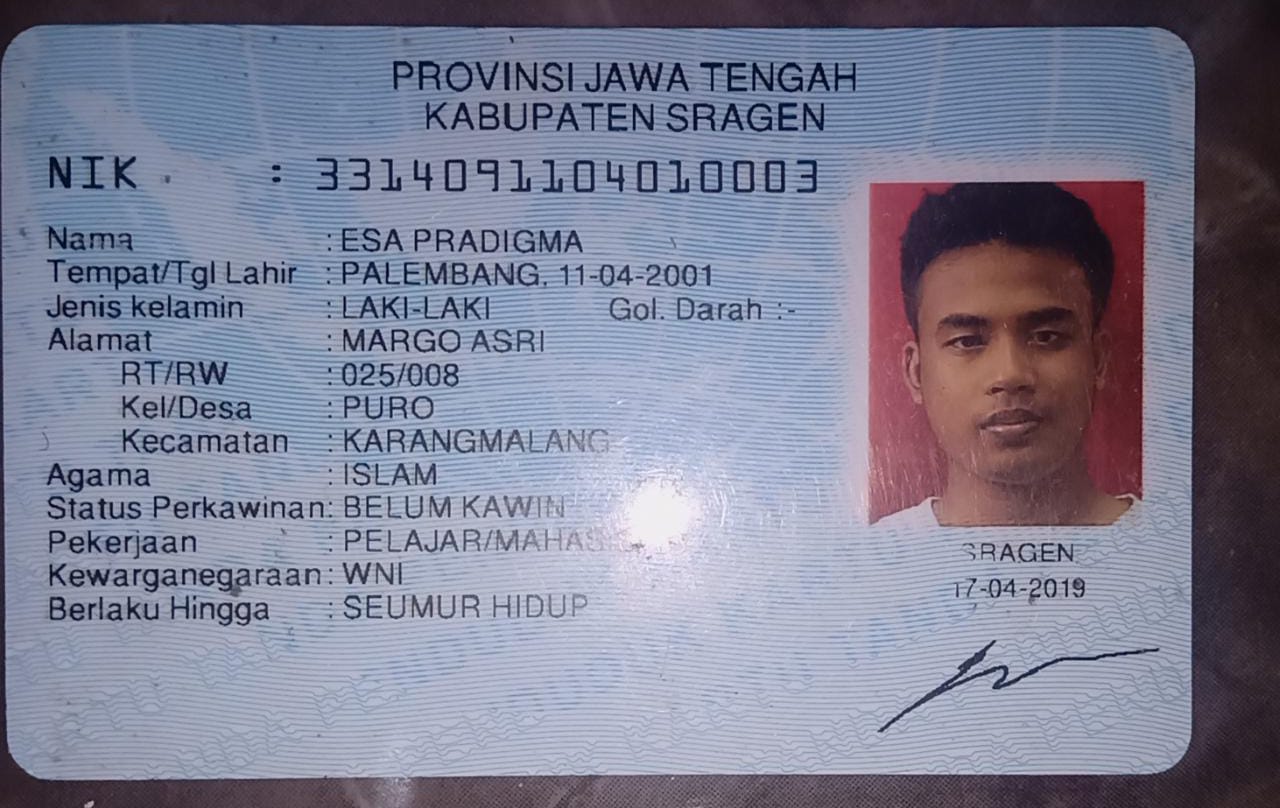 PROVINSI JAWA TENGAH
KABUPATEN SRAGEN
NIK : 3314091104010003
Nama : ESA PRADIGMA
Tempat/Tgl Lahir : PALEMBANG, 11-04-2001
Jenis kelamin : LAKI-LAKI Gol. Darah :-
Alamat : MARGO ASRI
RT/RW : 025/008
Kel/Desa : PURO
Kecamatan : KARANGMALANG
Agama : ISLAM
Status Perkawinan: BELUM KAWIN
Pekerjaan : PELAJAR/
Kewarganegaraan: WNI
Berlaku Hingga : SEUMUR HIDUP
SRAGEN
17-04-2019